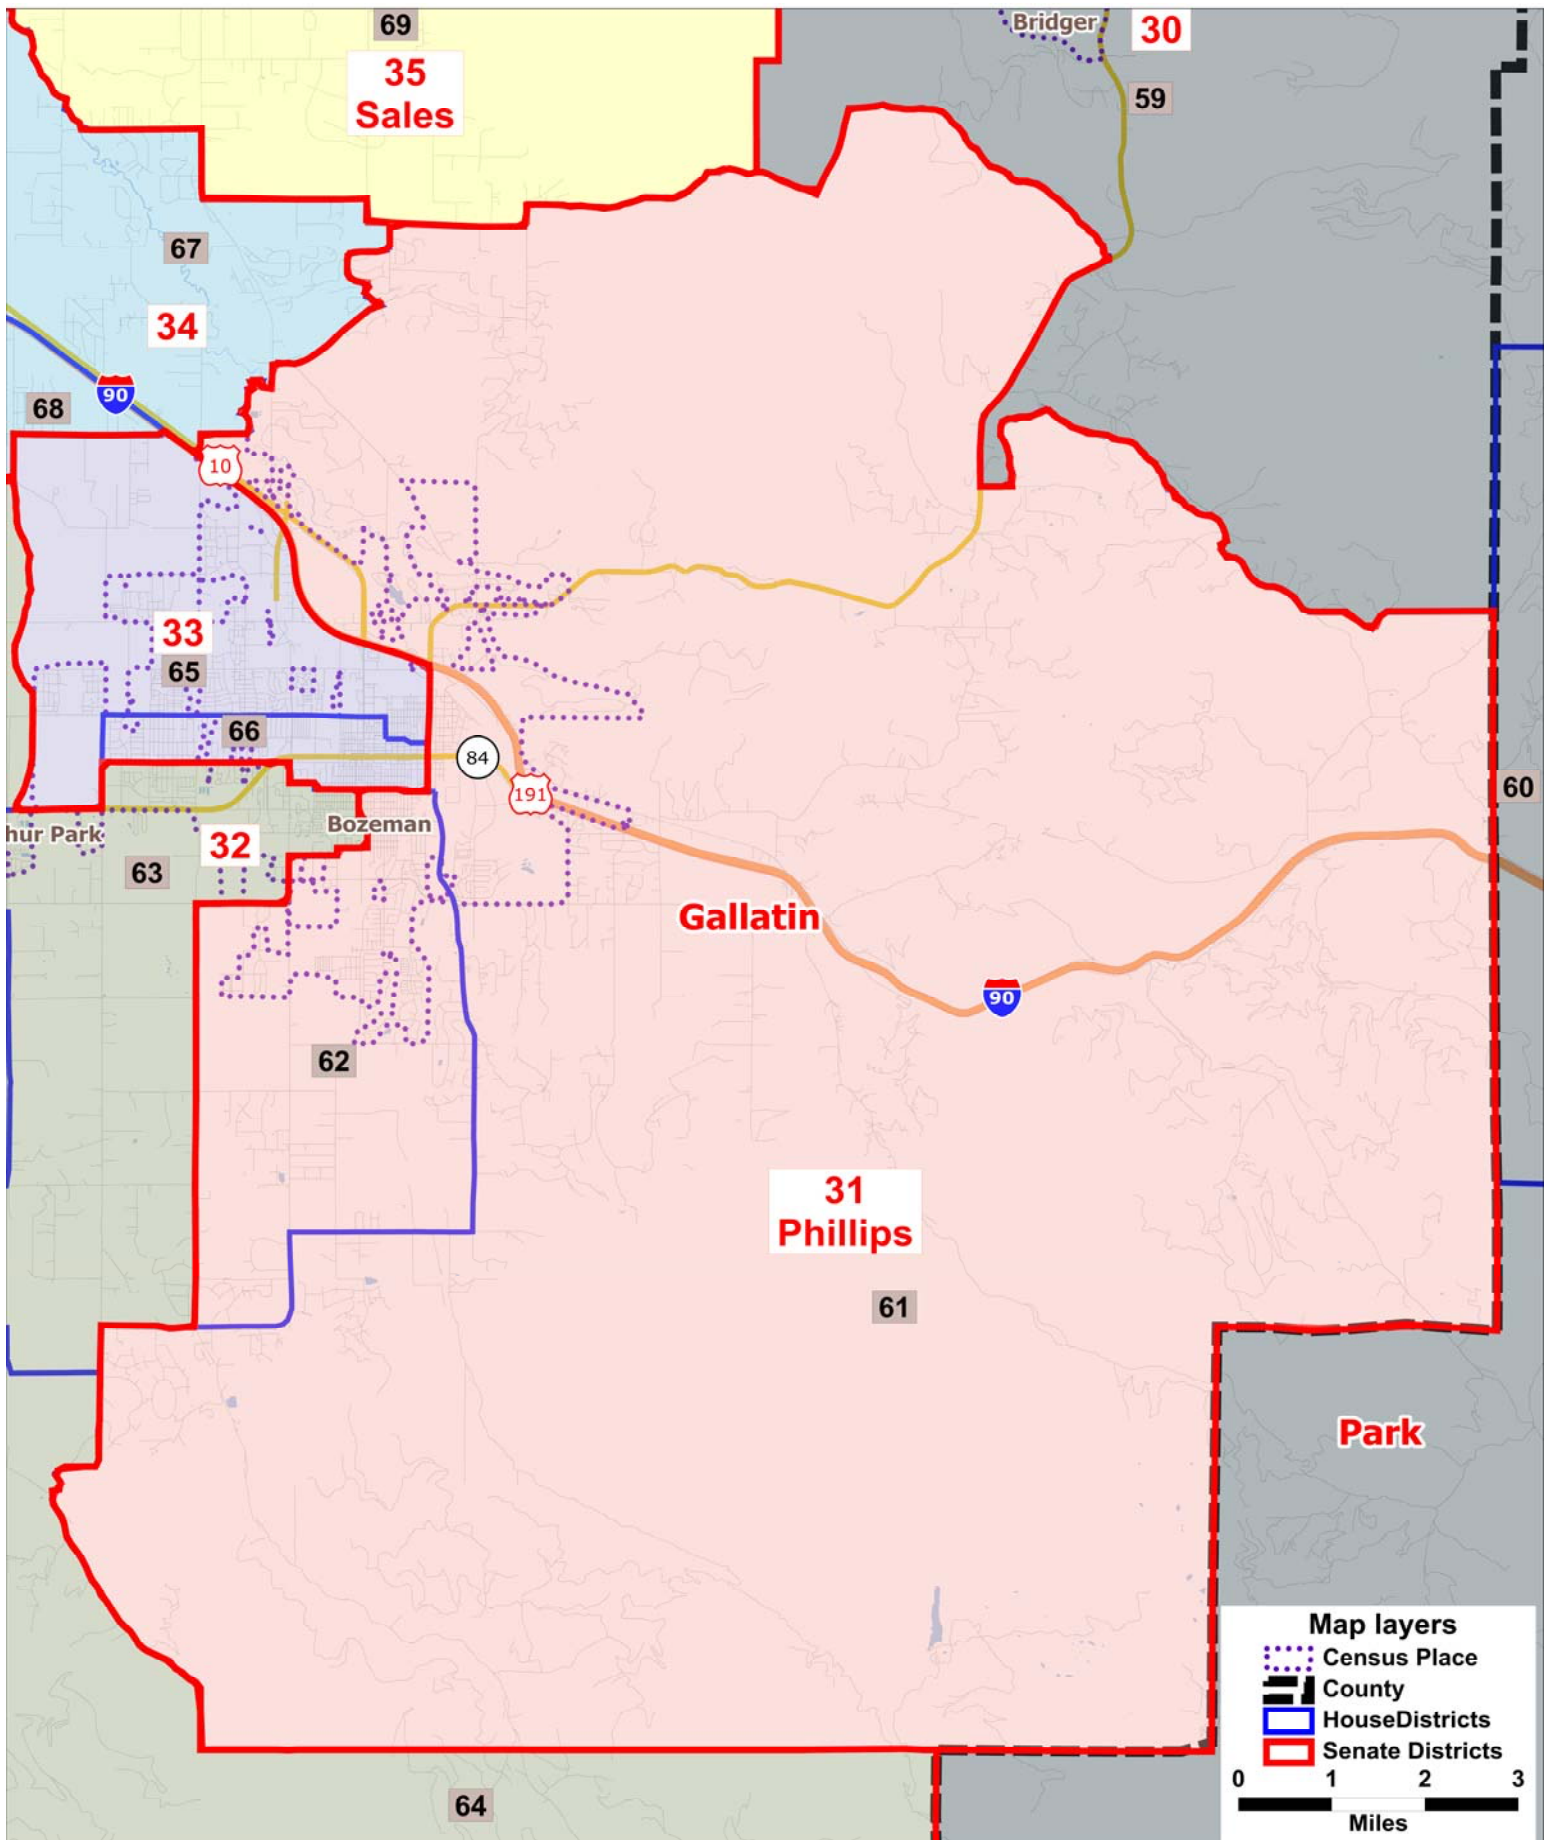 69
35
Sales
Bridger
30
59
67
34
90
68
10
33
65
66
84
191
60
hur Park
Bozeman
32
63
Gallatin
90
62
31
Phillips
61
Park
Map layers
Census Place
County
HouseDistricts
Senate Districts
0 1 2 3
Miles
64